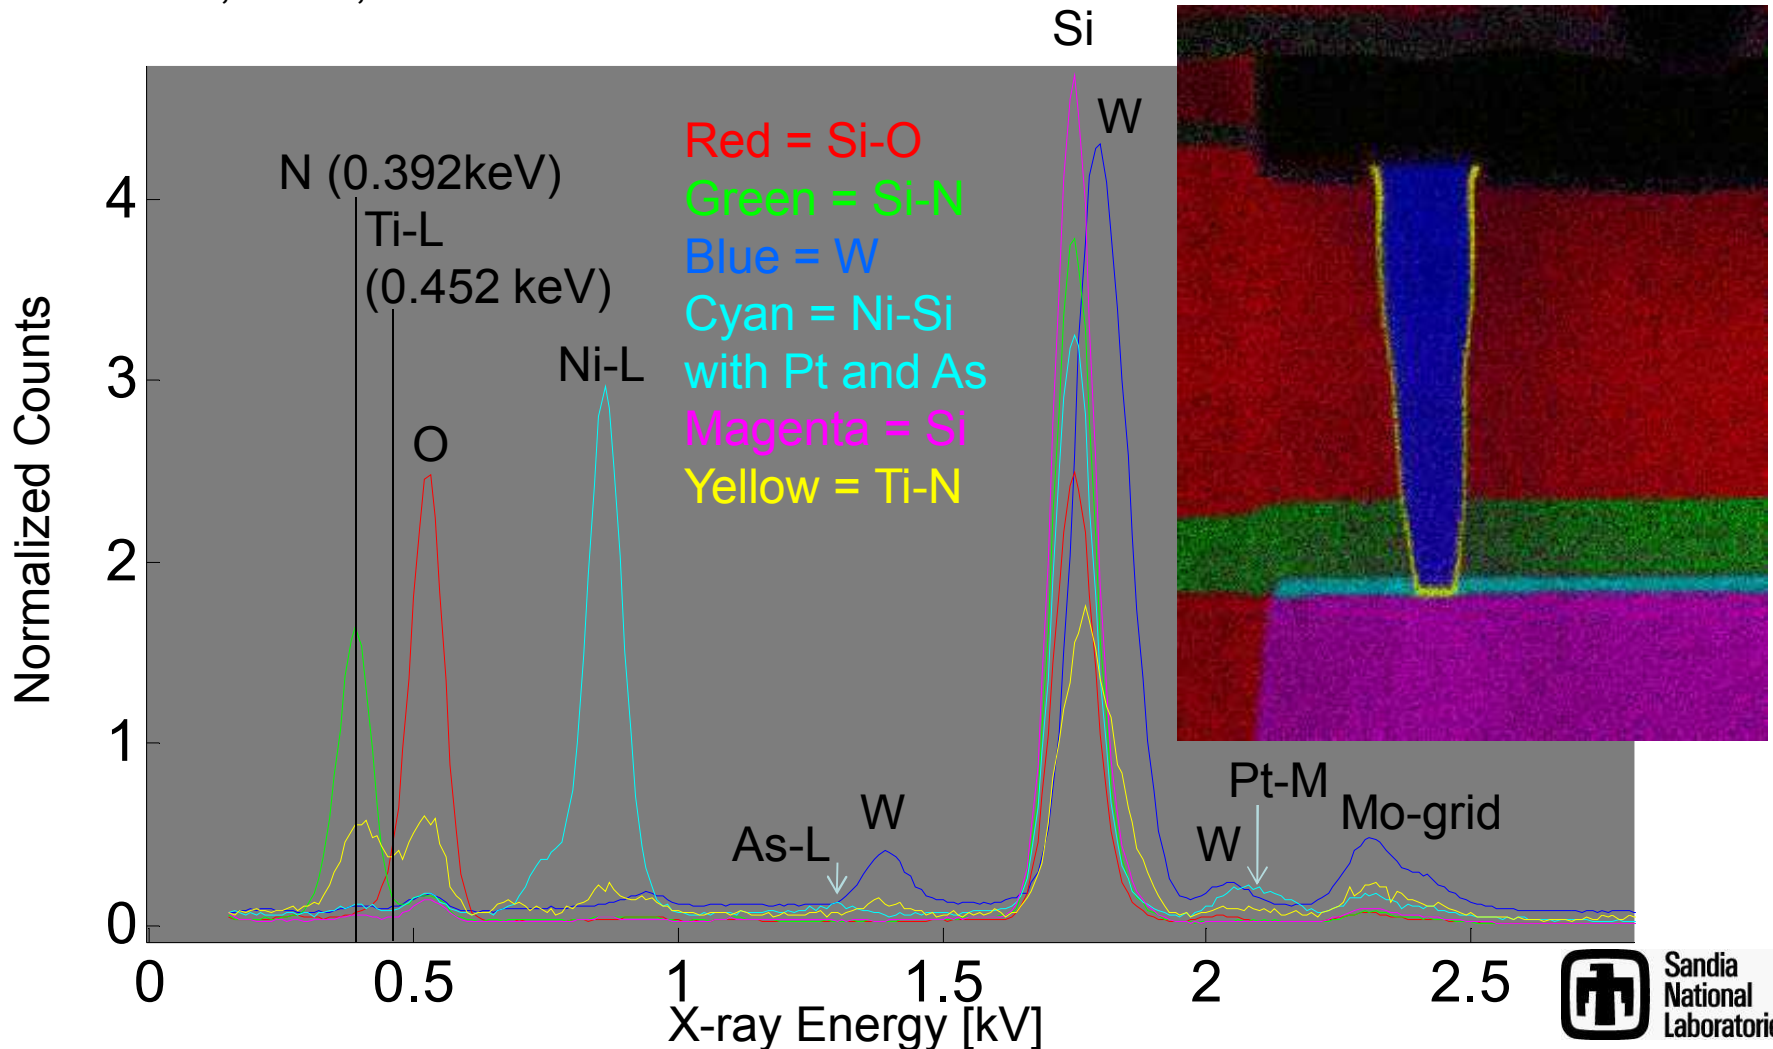 Si
W
N (0.392keV)
Ti-L
(0.452 keV)
Red = Si-O
Green = Si-N
Blue = W
Cyan = Ni-Si
with Pt and As
Magenta = Si
Yellow = Ti-N
Ni-L
O
As-L
W
W
Pt-M
Mo-grid
Normalized Counts
4
3
2
1
0
0
0.5
1
1.5
2
2.5
X-ray Energy [kV]
Sandia
National
Laboratorie